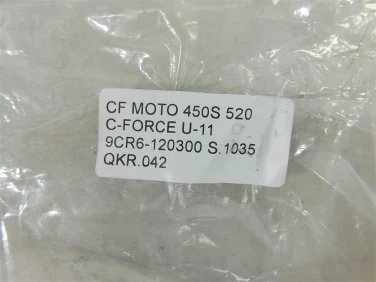 CF MOTO 450S 520
C-FORCE U-11
9CR6-120300 S.1035
QKR.042